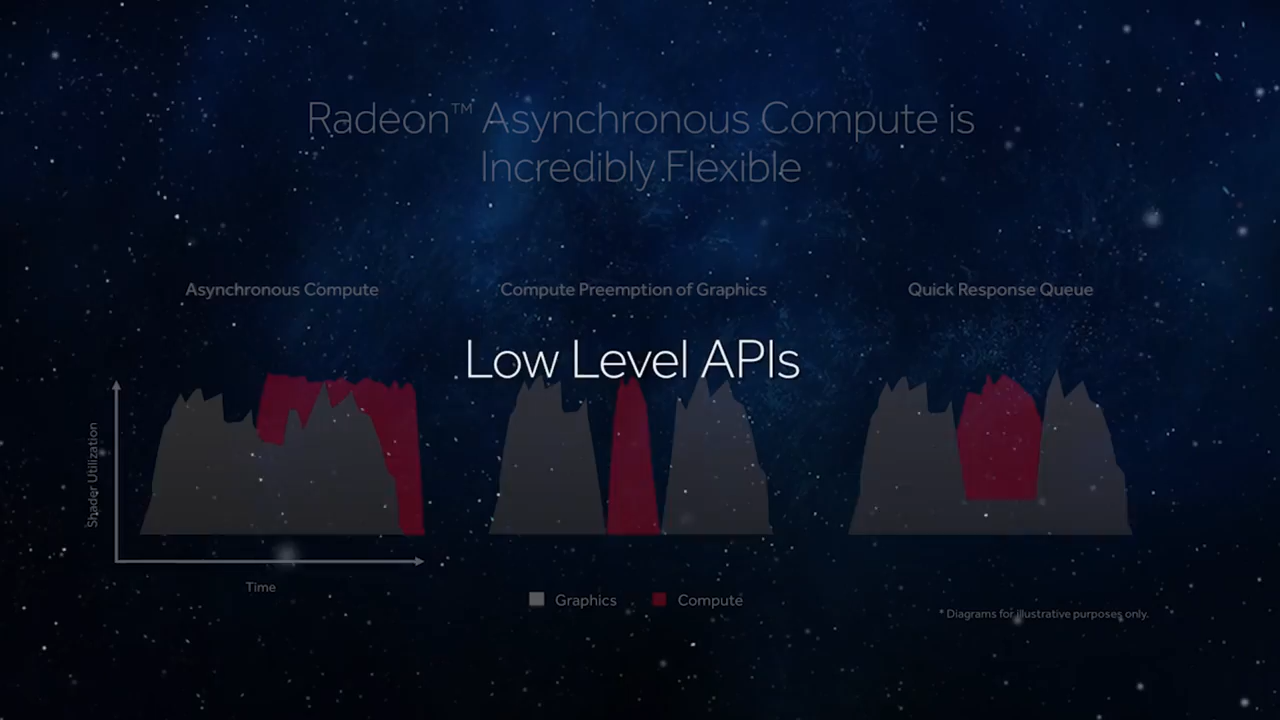 Radeon™ Asynchronous Compute is
Incredibly Flexible
Asynchronous Compute
Compute Preemption of Graphics
Quick Response Queue
Low Level APIs
Shader Utilization
Time
Graphics
Compute
* Diagrams for illustrative purposes only.